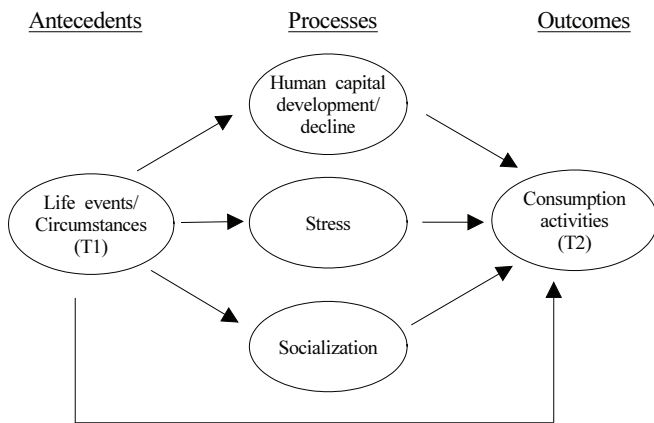 Antecedents
Processes
Outcomes
Human capital
development/
decline
Life events/
Circumstances
(T1)
Stress
Consumption
activities
(T2)
Socialization